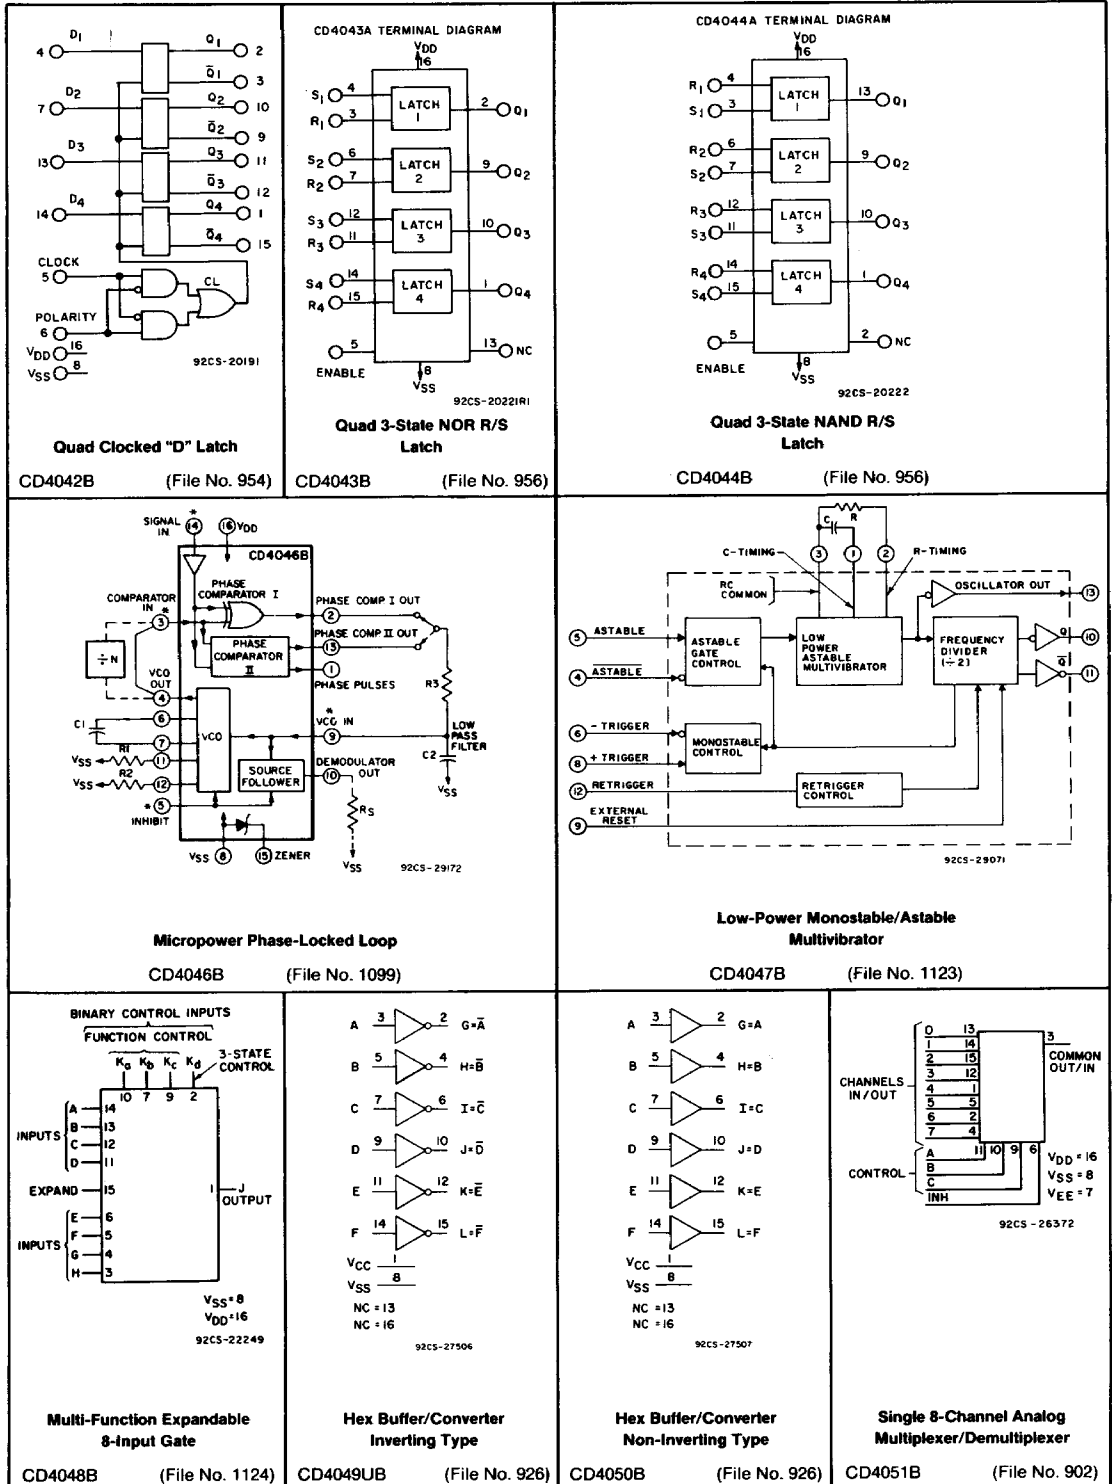 D1
4
Q1
2
Q̅1
3
D2
7
Q2
10
Q̅2
9
D3
13
Q3
11
Q̅3
12
D4
14
Q4
1
Q̅4
15
CLOCK
5
CL
POLARITY
6
VDD 16
VSS 8
92CS-20191
Quad Clocked "D" Latch
CD4042B (File No. 954)
CD4043A TERMINAL DIAGRAM
VDD
16
S1 4
R1 3
LATCH
1
2 Q1
S2 6
R2 7
LATCH
2
9 Q2
S3 12
R3 11
LATCH
3
10 Q3
S4 14
R4 15
LATCH
4
1 Q4
5
ENABLE
13 NC
8
VSS
92CS-20221R1
Quad 3-State NOR R/S
Latch
CD4043B (File No. 956)
CD4044A TERMINAL DIAGRAM
VDD
16
R1 4
S1 3
LATCH
1
13 Q1
R2 6
S2 7
LATCH
2
9 Q2
R3 12
S3 11
LATCH
3
10 Q3
R4 14
S4 15
LATCH
4
1 Q4
5
ENABLE
2 NC
8
VSS
92CS-20222
Quad 3-State NAND R/S
Latch
CD4044B (File No. 956)
SIGNAL
IN
*
14
16 VDD
CD4046B
PHASE
COMPARATOR I
COMPARATOR
IN
*
3
÷N
VCO
OUT
4
PHASE COMP I OUT
2
PHASE COMP II OUT
13
PHASE
COMPARATOR
II
1
PHASE PULSES
R3
C1
6
7
VCO
*
VCO IN
9
LOW
PASS
FILTER
C2
VSS
VSS R1 11
VSS R2 12
SOURCE
FOLLOWER
DEMODULATOR
OUT
10
RS
VSS
* 5
INHIBIT
VSS 8
15 ZENER
92CS-29172
Micropower Phase-Locked Loop
CD4046B (File No. 1099)
R
C
C-TIMING
3
1
2
R-TIMING
RC
COMMON
OSCILLATOR OUT
13
5 ASTABLE
4 A̅S̅T̅A̅B̅L̅E̅
ASTABLE
GATE
CONTROL
LOW
POWER
ASTABLE
MULTIVIBRATOR
FREQUENCY
DIVIDER
(÷2)
Q
10
Q̅
11
6 - TRIGGER
8 + TRIGGER
MONOSTABLE
CONTROL
12 RETRIGGER
RETRIGGER
CONTROL
9 EXTERNAL
RESET
92CS-29071
Low-Power Monostable/Astable
Multivibrator
CD4047B (File No. 1123)
BINARY CONTROL INPUTS
FUNCTION CONTROL
3-STATE
CONTROL
Ka Kb Kc Kd
10 7 9 2
INPUTS
A 14
B 13
C 12
D 11
EXPAND 15
1 J
OUTPUT
INPUTS
E 6
F 5
G 4
H 3
VSS=8
VDD=16
92CS-22249
Multi-Function Expandable
8-Input Gate
CD4048B (File No. 1124)
A 3 2 G=A̅
B 5 4 H=B̅
C 7 6 I=C̅
D 9 10 J=D̅
E 11 12 K=E̅
F 14 15 L=F̅
VCC 1
VSS 8
NC =13
NC =16
92CS-27506
Hex Buffer/Converter
Inverting Type
CD4049UB (File No. 926)
A 3 2 G=A
B 5 4 H=B
C 7 6 I=C
D 9 10 J=D
E 11 12 K=E
F 14 15 L=F
VCC 1
VSS 8
NC =13
NC =16
92CS-27507
Hex Buffer/Converter
Non-Inverting Type
CD4050B (File No. 926)
CHANNELS
IN/OUT
0 13
1 14
2 15
3 12
4 1
5 5
6 2
7 4
3
COMMON
OUT/IN
CONTROL
A
B
C
INH
11 10 9 6
VDD=16
VSS=8
VEE=7
92CS-26372
Single 8-Channel Analog
Multiplexer/Demultiplexer
CD4051B (File No. 902)